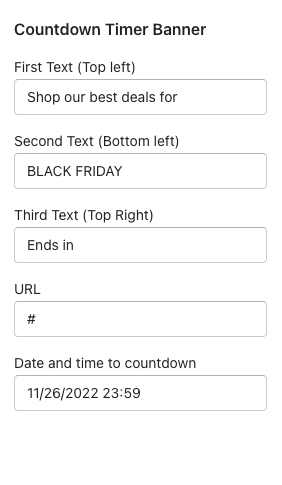 Countdown Timer Banner
First Text (Top left)
Shop our best deals for
Second Text (Bottom left)
BLACK FRIDAY
Third Text (Top Right)
Ends in
URL
#
Date and time to countdown
11/26/2022 23:59